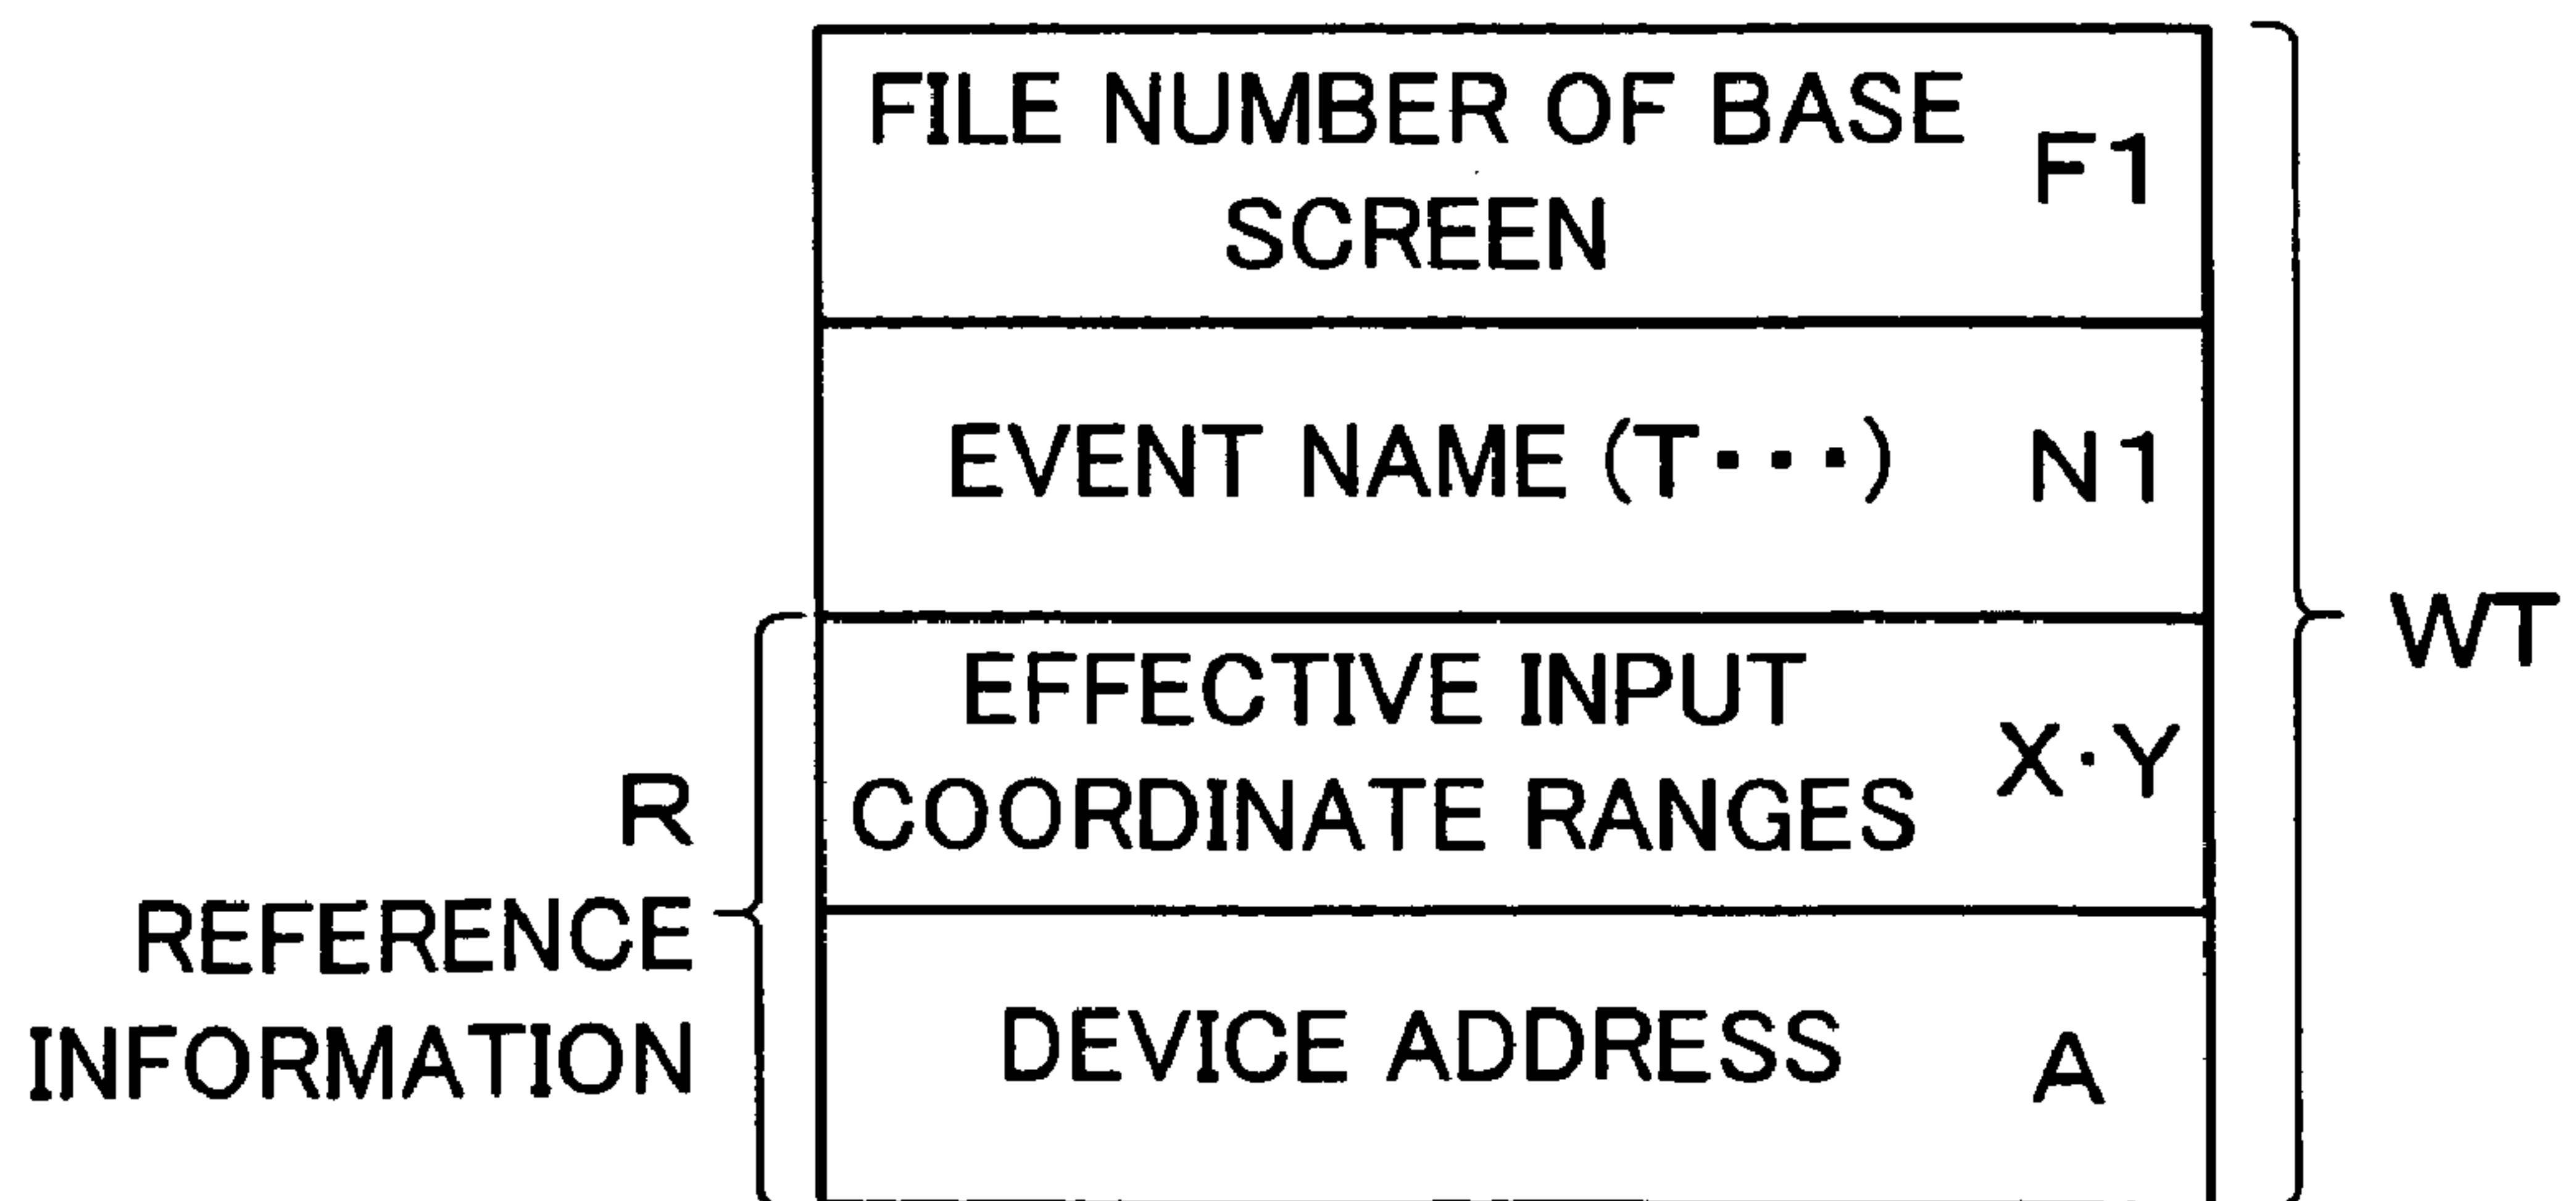 FILE NUMBER OF BASE
SCREEN
F1
EVENT NAME (T・・・) N1
EFFECTIVE INPUT
COORDINATE RANGES
X・Y
DEVICE ADDRESS A
R
REFERENCE
INFORMATION
WT